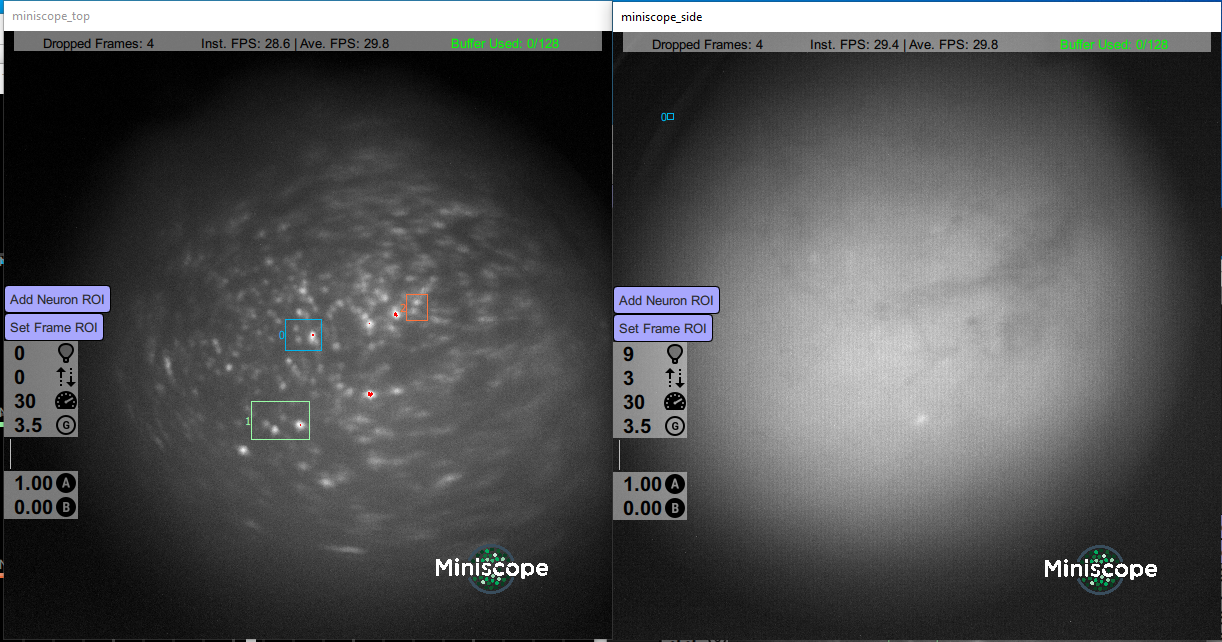 miniscope_top
Dropped Frames: 4 Inst. FPS: 28.6 | Ave. FPS: 29.8 Buffer Used: 0/128
0
1
Add Neuron ROI
Set Frame ROI
0
0
30
3.5 G
1.00 A
0.00 B
Miniscope
miniscope_side
Dropped Frames: 4 Inst. FPS: 29.4 | Ave. FPS: 29.8 Buffer Used: 0/128
0
Add Neuron ROI
Set Frame ROI
9
3
30
3.5 G
1.00 A
0.00 B
Miniscope